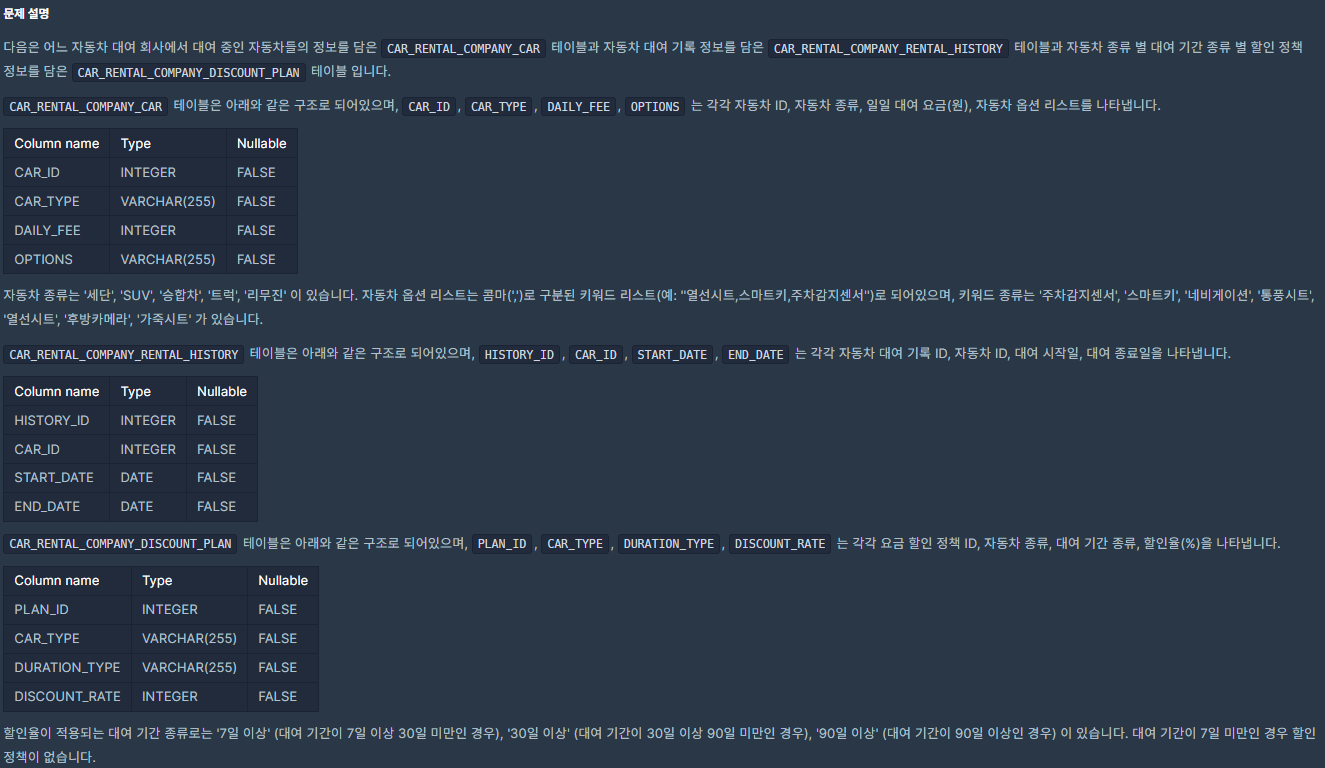 문제 설명
다음은 어느 자동차 대여 회사에서 대여 중인 자동차들의 정보를 담은 CAR_RENTAL_COMPANY_CAR 테이블과 자동차 대여 기록 정보를 담은 CAR_RENTAL_COMPANY_RENTAL_HISTORY 테이블과 자동차 종류 별 대여 기간 종류 별 할인 정책
정보를 담은 CAR_RENTAL_COMPANY_DISCOUNT_PLAN 테이블 입니다.
CAR_RENTAL_COMPANY_CAR 테이블은 아래와 같은 구조로 되어있으며, CAR_ID, CAR_TYPE, DAILY_FEE, OPTIONS 는 각각 자동차 ID, 자동차 종류, 일일 대여 요금(원), 자동차 옵션 리스트를 나타냅니다.
Column name Type Nullable
CAR_ID INTEGER FALSE
CAR_TYPE VARCHAR(255) FALSE
DAILY_FEE INTEGER FALSE
OPTIONS VARCHAR(255) FALSE
자동차 종류는 '세단', 'SUV', '승합차', '트럭', '리무진' 이 있습니다. 자동차 옵션 리스트는 콤마(',')로 구분된 키워드 리스트(예: ''열선시트,스마트키,주차감지센서'')로 되어있으며, 키워드 종류는 '주차감지센서', '스마트키', '네비게이션', '통풍시트',
'열선시트', '후방카메라', '가죽시트' 가 있습니다.
CAR_RENTAL_COMPANY_RENTAL_HISTORY 테이블은 아래와 같은 구조로 되어있으며, HISTORY_ID, CAR_ID, START_DATE, END_DATE 는 각각 자동차 대여 기록 ID, 자동차 ID, 대여 시작일, 대여 종료일을 나타냅니다.
Column name Type Nullable
HISTORY_ID INTEGER FALSE
CAR_ID INTEGER FALSE
START_DATE DATE FALSE
END_DATE DATE FALSE
CAR_RENTAL_COMPANY_DISCOUNT_PLAN 테이블은 아래와 같은 구조로 되어있으며, PLAN_ID, CAR_TYPE, DURATION_TYPE, DISCOUNT_RATE 는 각각 요금 할인 정책 ID, 자동차 종류, 대여 기간 종류, 할인율(%)을 나타냅니다.
Column name Type Nullable
PLAN_ID INTEGER FALSE
CAR_TYPE VARCHAR(255) FALSE
DURATION_TYPE VARCHAR(255) FALSE
DISCOUNT_RATE INTEGER FALSE
할인율이 적용되는 대여 기간 종류로는 '7일 이상' (대여 기간이 7일 이상 30일 미만인 경우), '30일 이상' (대여 기간이 30일 이상 90일 미만인 경우), '90일 이상' (대여 기간이 90일 이상인 경우) 이 있습니다. 대여 기간이 7일 미만인 경우 할인
정책이 없습니다.